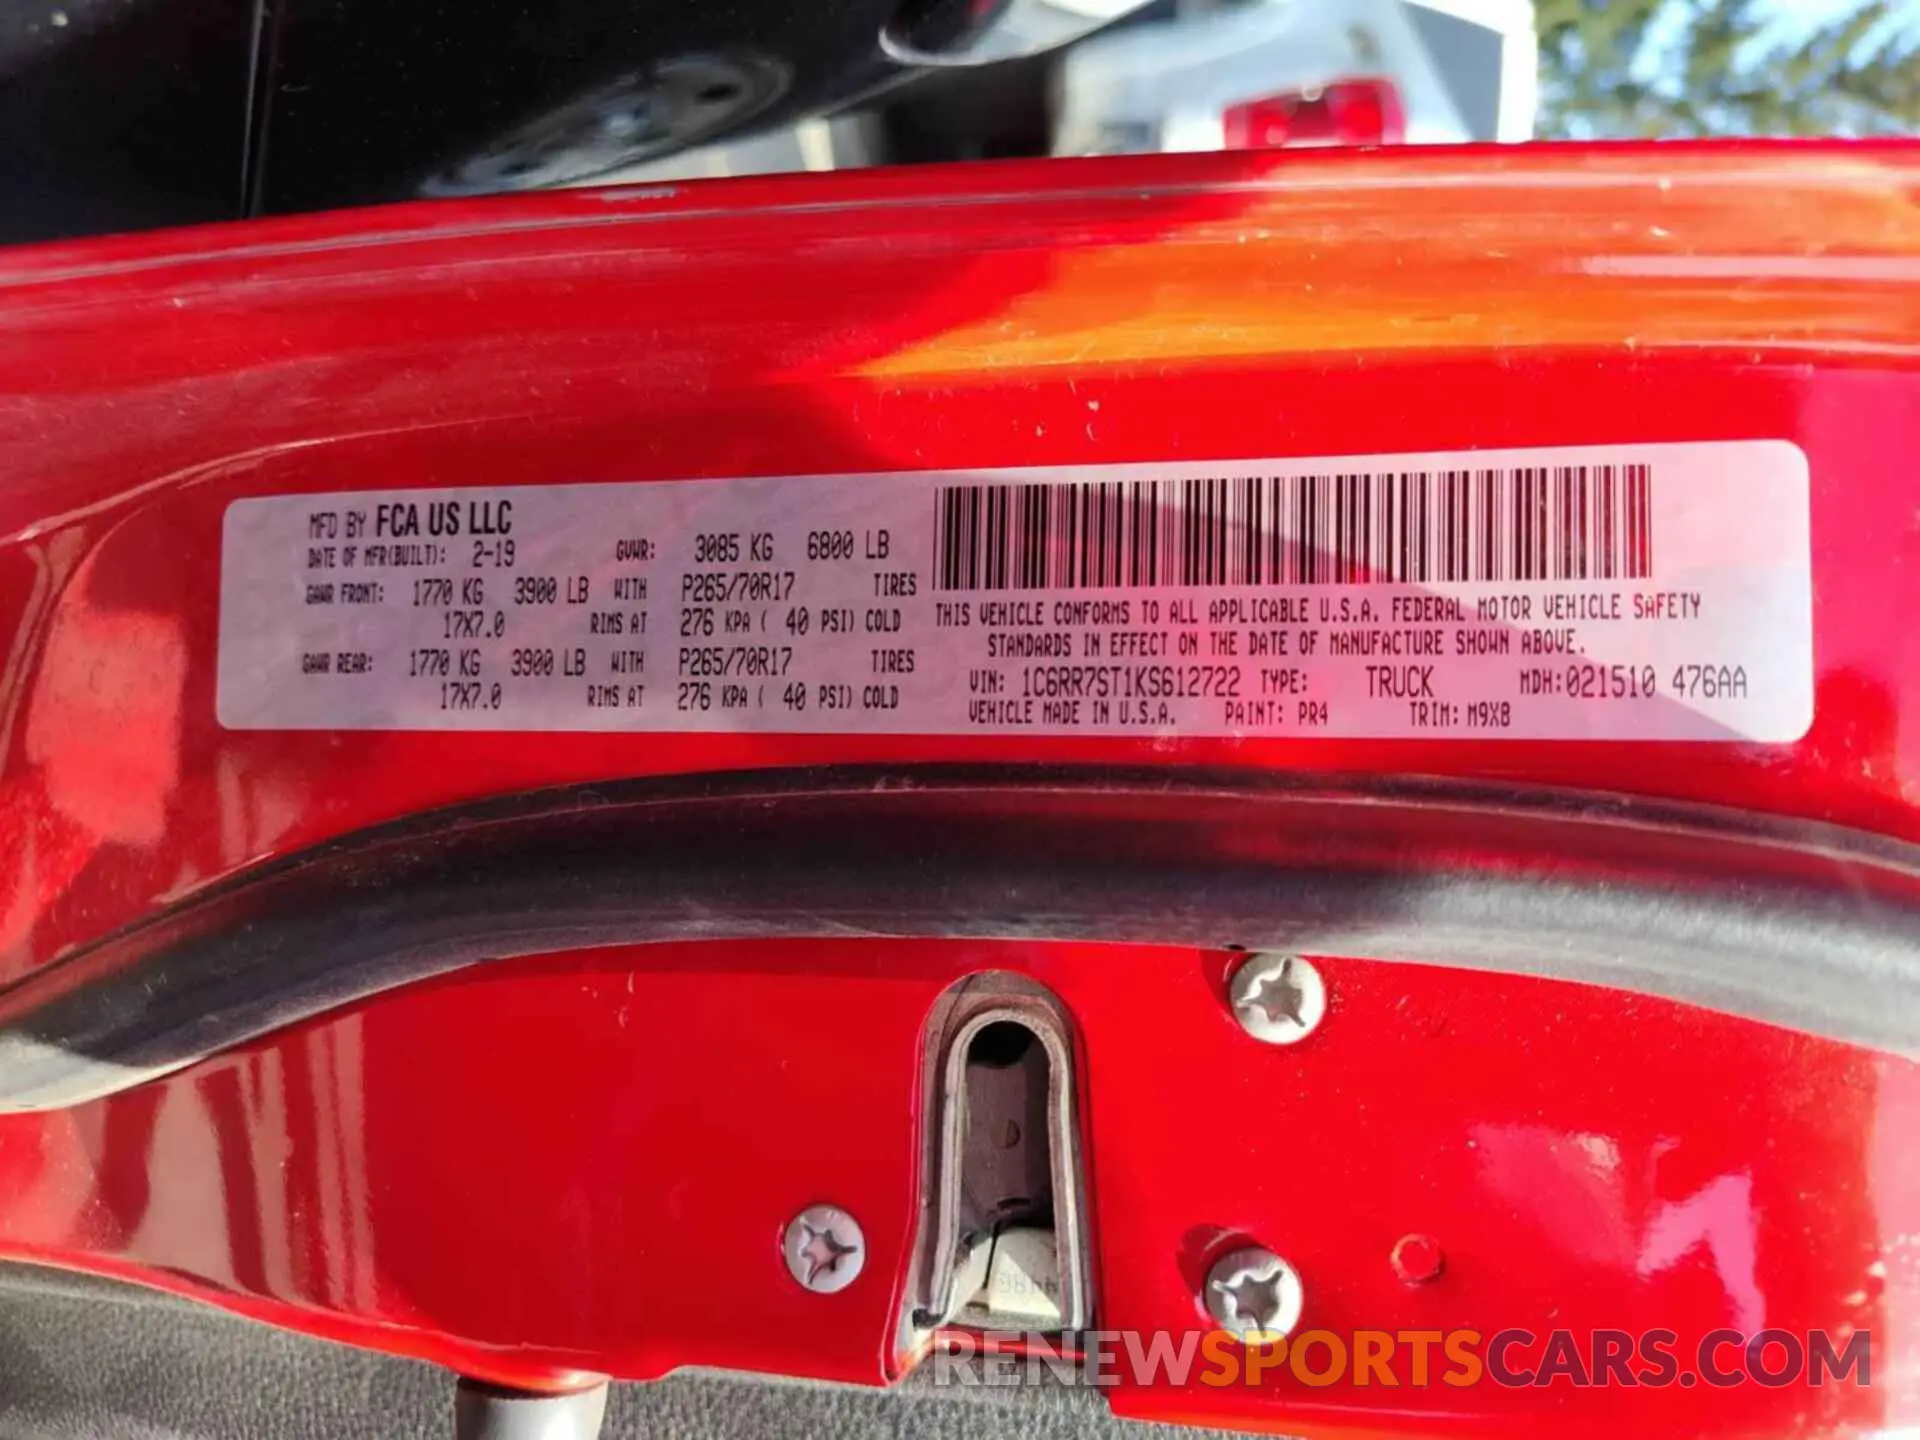 MFD BY FCA US LLC
DATE OF MFR(BUILT): 2-19 GVWR: 3085 KG 6800 LB
GAWR FRONT: 1770 KG 3900 LB WITH P265/70R17 TIRES
17X7.0 RIMS AT 276 KPA ( 40 PSI) COLD
GAWR REAR: 1770 KG 3900 LB WITH P265/70R17 TIRES
17X7.0 RIMS AT 276 KPA ( 40 PSI) COLD
THIS VEHICLE CONFORMS TO ALL APPLICABLE U.S.A. FEDERAL MOTOR VEHICLE SAFETY
STANDARDS IN EFFECT ON THE DATE OF MANUFACTURE SHOWN ABOVE.
VIN: 1C6RR7ST1KS612722 TYPE: TRUCK MDH:021510 476AA
VEHICLE MADE IN U.S.A. PAINT: PR4 TRIM: M9X8
RENEWSPORTSCARS.COM